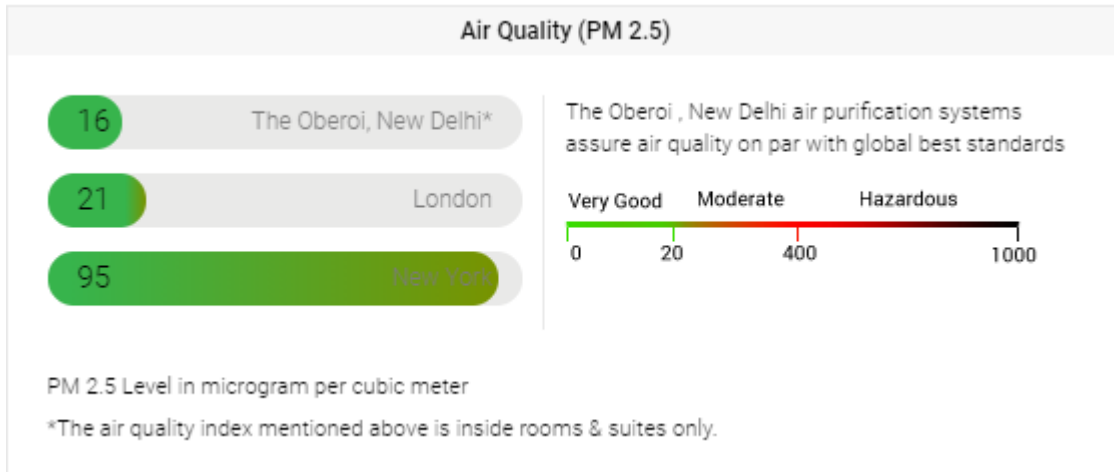 Air Quality (PM 2.5)
16 The Oberoi, New Delhi*
21 London
95 New York
The Oberoi , New Delhi air purification systems
assure air quality on par with global best standards
Very Good Moderate Hazardous
0 20 400 1000
PM 2.5 Level in microgram per cubic meter
*The air quality index mentioned above is inside rooms & suites only.